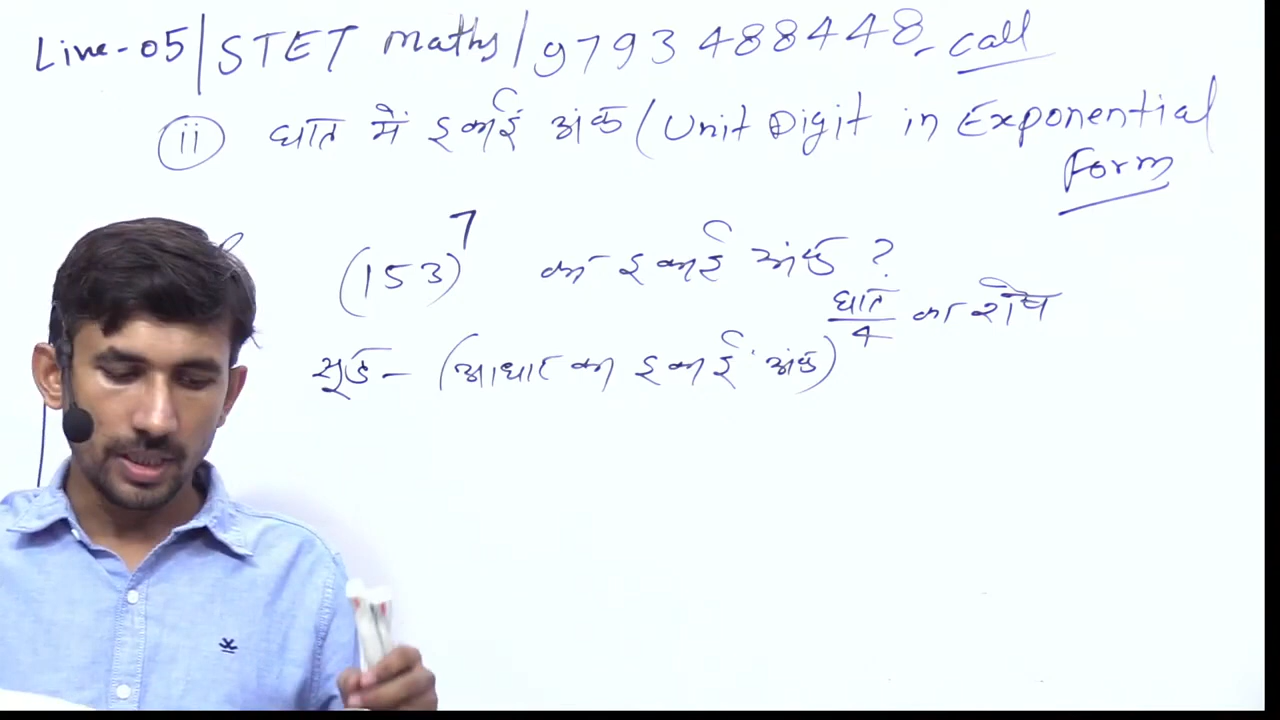 Live-05 | STET Maths | 9793488448 - call
(ii) घात में इकाई अंक (Unit Digit in Exponential Form
(153)^7 का इकाई अंक ?
सूत्र - (आधार का इकाई अंक)^घात/4 का शेष